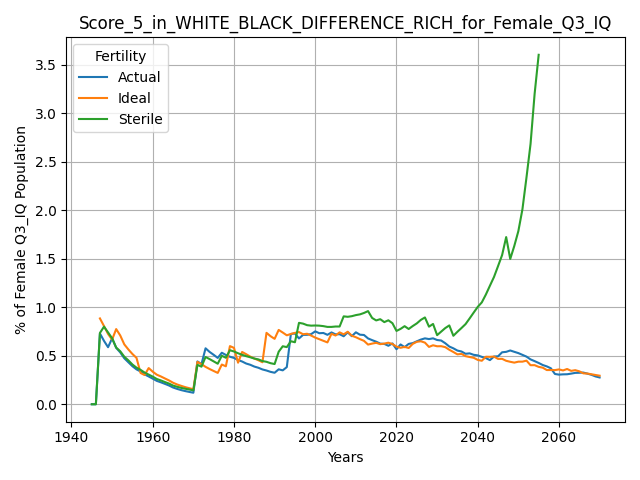 Score_5_in_WHITE_BLACK_DIFFERENCE_RICH_for_Female_Q3_IQ
Fertility
Actual
Ideal
Sterile
% of Female Q3_IQ Population
3.5
3.0
2.5
2.0
1.5
1.0
0.5
0.0
1940
1960
1980
2000
2020
2040
2060
Years